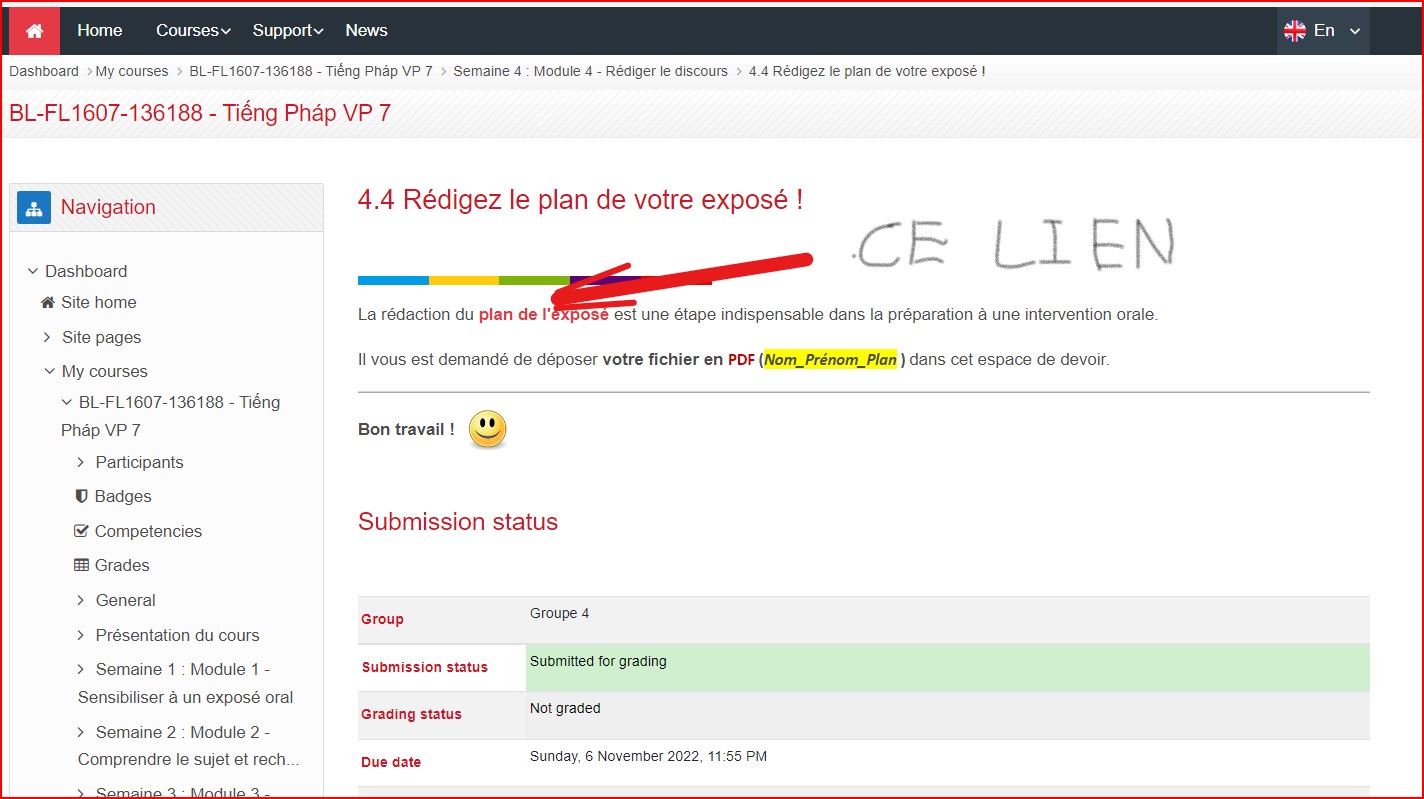 Home Courses Support News En
Dashboard My courses BL-FL1607-136188 - Tiếng Pháp VP 7 Semaine 4 : Module 4 - Rédiger le discours 4.4 Rédigez le plan de votre exposé !
BL-FL1607-136188 - Tiếng Pháp VP 7
Navigation
Dashboard
Site home
Site pages
My courses
BL-FL1607-136188 - Tiếng
Pháp VP 7
Participants
Badges
Competencies
Grades
General
Présentation du cours
Semaine 1 : Module 1 -
Sensibiliser à un exposé oral
Semaine 2 : Module 2 -
Comprendre le sujet et rech...
Semaine 3 : Module 3 -
4.4 Rédigez le plan de votre exposé !
CE LIEN
La rédaction du plan de l'exposé est une étape indispensable dans la préparation à une intervention orale.
Il vous est demandé de déposer votre fichier en PDF (Nom_Prénom_Plan ) dans cet espace de devoir.
Bon travail !
Submission status
Group Groupe 4
Submission status Submitted for grading
Grading status Not graded
Due date Sunday, 6 November 2022, 11:55 PM